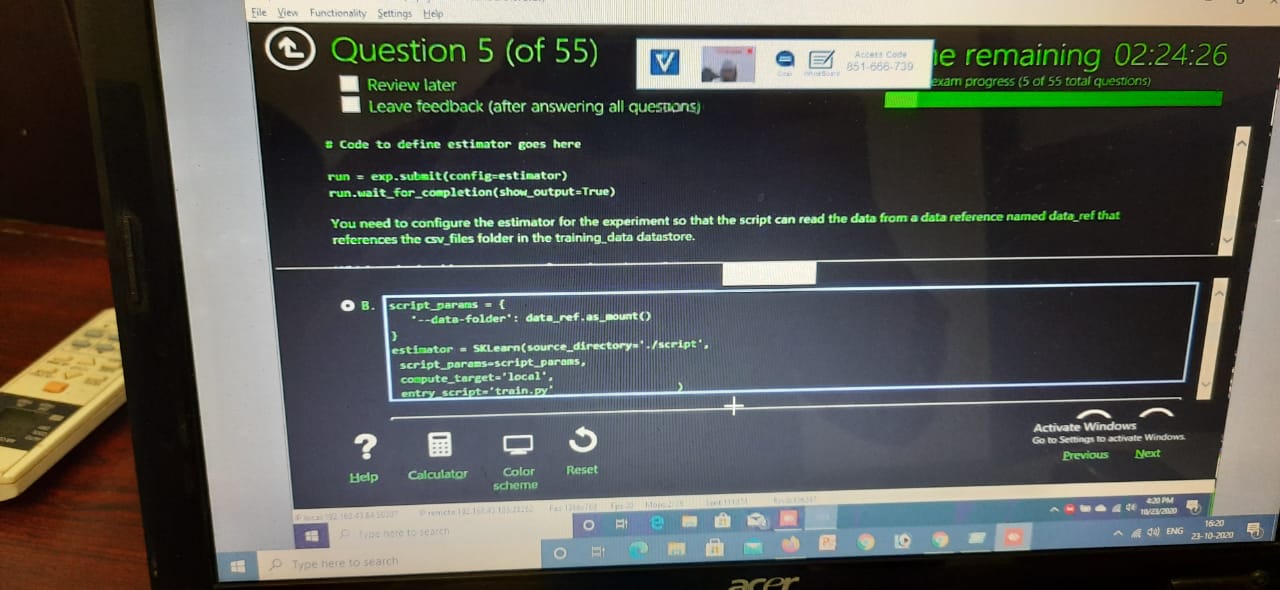 File View Functionality Settings Help
Question 5 (of 55)
Access Code
851-666-739
e remaining 02:24:26
exam progress (5 of 55 total questions)
Review later
Leave feedback (after answering all questions)
# Code to define estimator goes here
run = exp.submit(config=estimator)
run.wait_for_completion(show_output=True)
You need to configure the estimator for the experiment so that the script can read the data from a data reference named data_ref that
references the csv_files folder in the training_data datastore.
B. script_params = {
'--data-folder': data_ref.as_mount()
}
estimator = SKLearn(source_directory='./script',
script_params=script_params,
compute_target='local',
entry_script='train.py' )
Activate Windows
Go to Settings to activate Windows.
Previous Next
Help
Calculator
Color
scheme
Reset
4:20 PM
10/23/2020
Type here to search
16:20
ENG
23-10-2020
Type here to search
acer